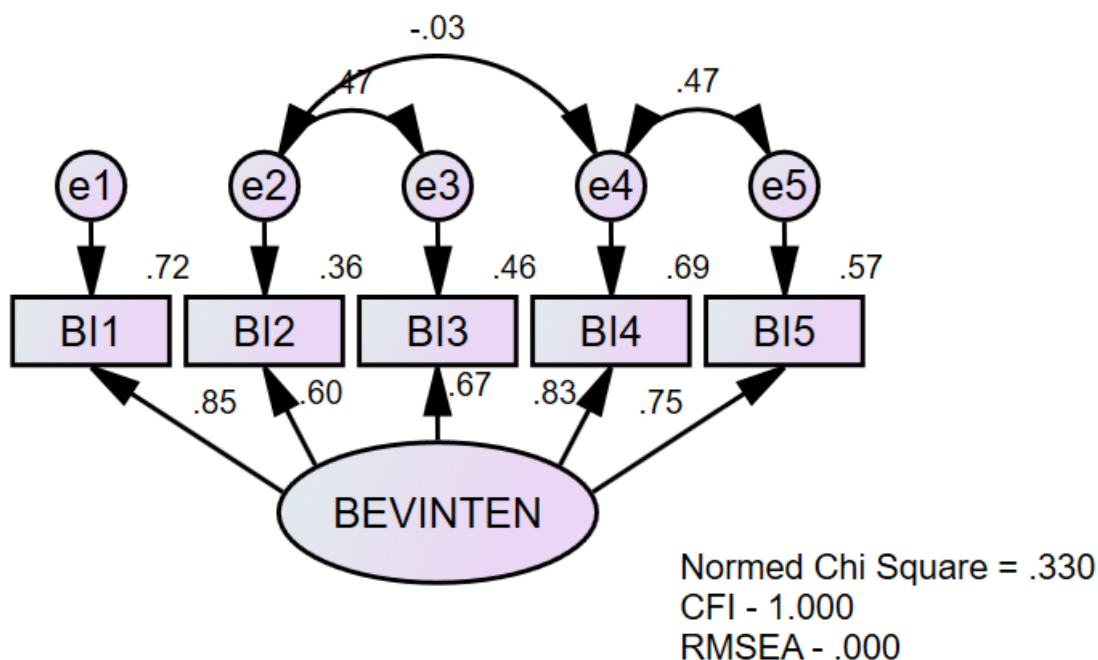 -.03
.47
.47
e1 e2 e3 e4 e5
.72 .36 .46 .69 .57
BI1 BI2 BI3 BI4 BI5
.85 .60 .67 .83 .75
BEVINTEN
Normed Chi Square = .330
CFI - 1.000
RMSEA - .000